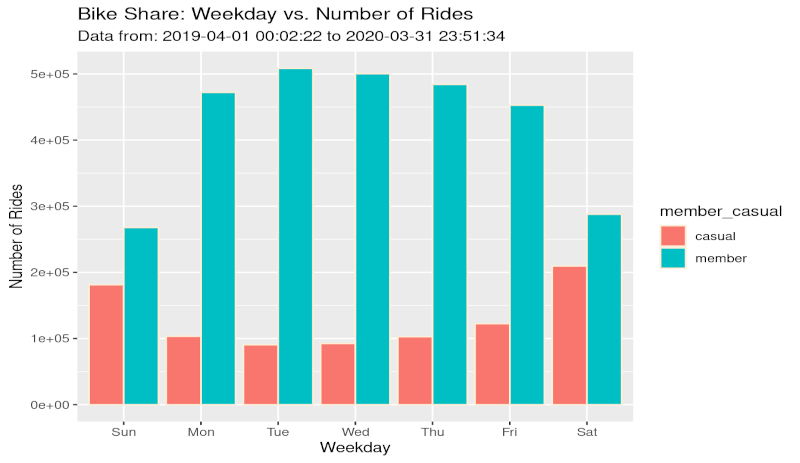 Bike Share: Weekday vs. Number of Rides
Data from: 2019-04-01 00:02:22 to 2020-03-31 23:51:34
Number of Rides
5e+05
4e+05
3e+05
2e+05
1e+05
0e+00
Sun Mon Tue Wed Thu Fri Sat
Weekday
member_casual
casual
member